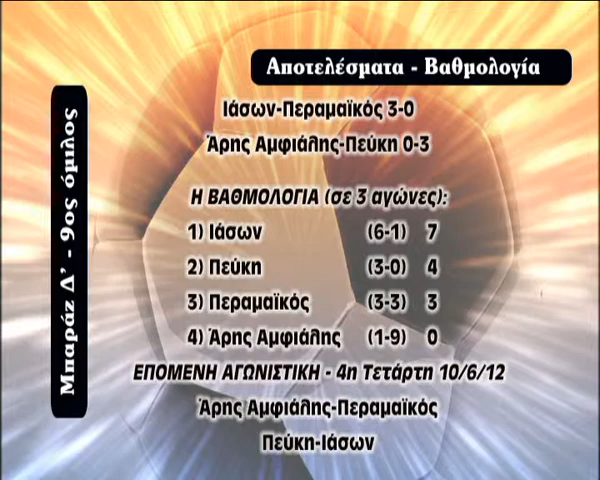 Αποτελέσματα - Βαθμολογία
Μπαράζ Δ' - 9ος όμιλος
Ιάσων-Περαμαϊκός 3-0
Άρης Αμφιάλης-Πεύκη 0-3
Η ΒΑΘΜΟΛΟΓΙΑ (σε 3 αγώνες):
1) Ιάσων (6-1) 7
2) Πεύκη (3-0) 4
3) Περαμαϊκός (3-3) 3
4) Άρης Αμφιάλης (1-9) 0
ΕΠΟΜΕΝΗ ΑΓΩΝΙΣΤΙΚΗ - 4η Τετάρτη 10/6/12
Άρης Αμφιάλης-Περαμαϊκός
Πεύκη-Ιάσων